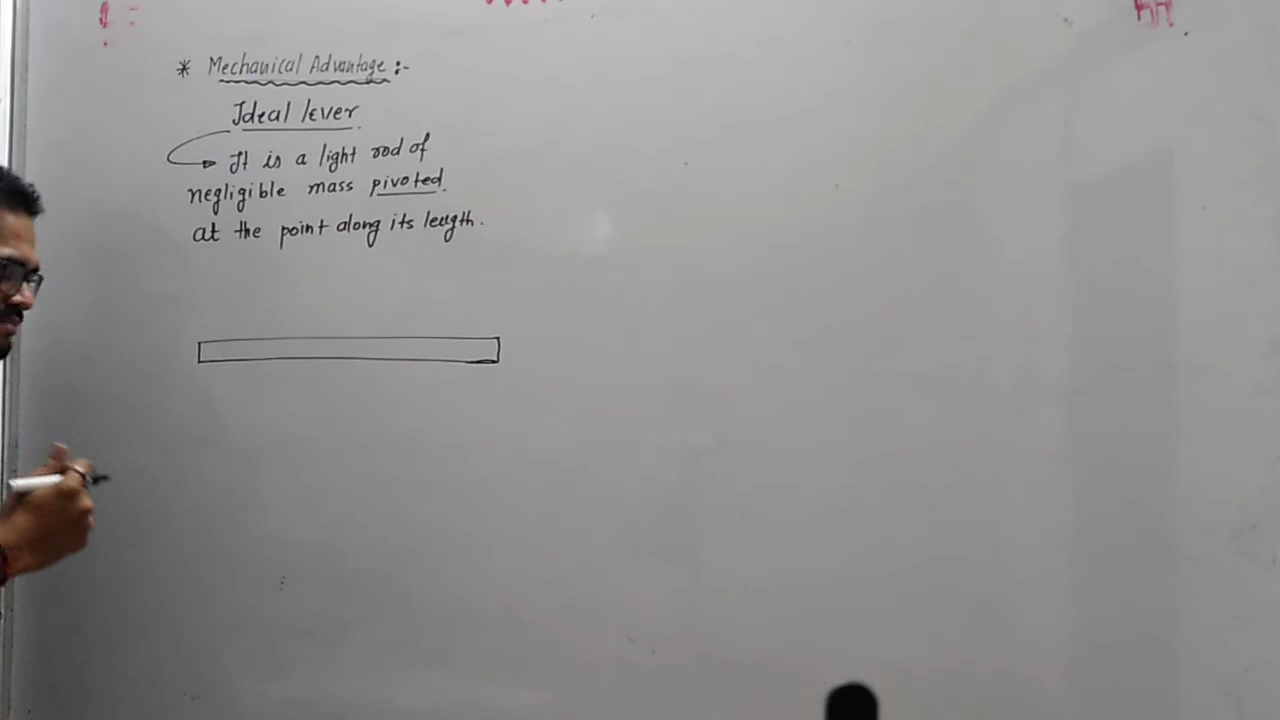 * Mechanical Advantage :-
Ideal lever
It is a light rod of
negligible mass pivoted.
at the point along its length.